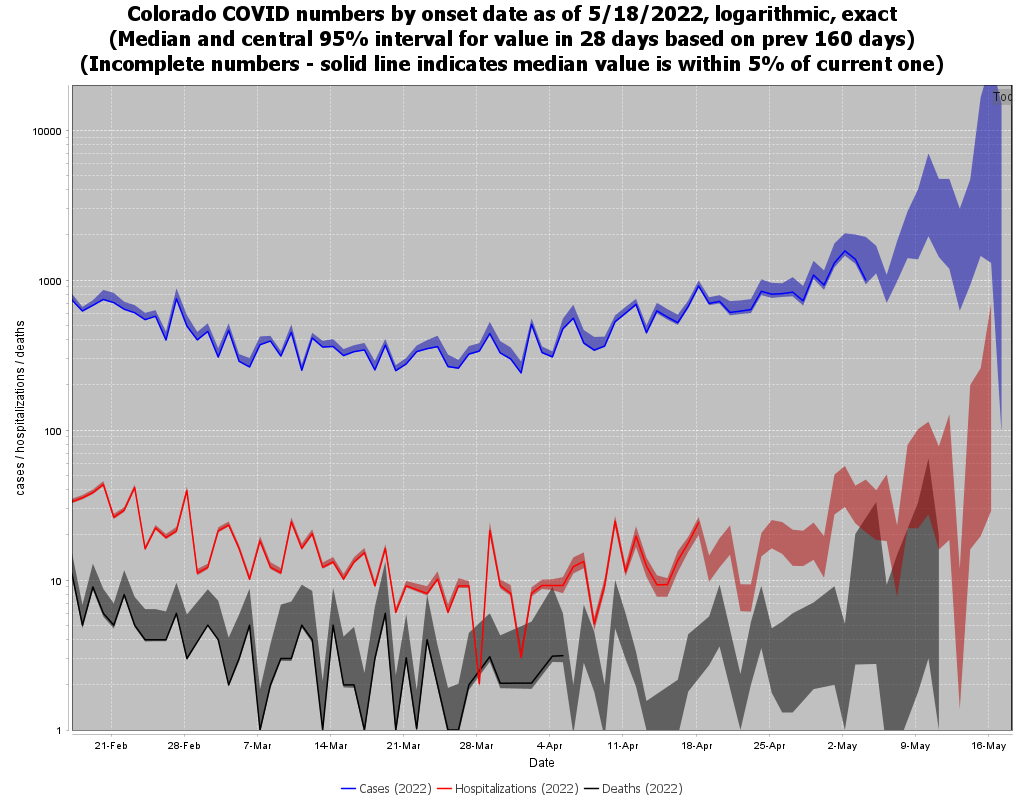 Colorado COVID numbers by onset date as of 5/18/2022, logarithmic, exact
(Median and central 95% interval for value in 28 days based on prev 160 days)
(Incomplete numbers - solid line indicates median value is within 5% of current one)
Tod
10000
1000
100
10
1
cases / hospitalizations / deaths
21-Feb 28-Feb 7-Mar 14-Mar 21-Mar 28-Mar 4-Apr 11-Apr 18-Apr 25-Apr 2-May 9-May 16-May
Date
Cases (2022) Hospitalizations (2022) Deaths (2022)